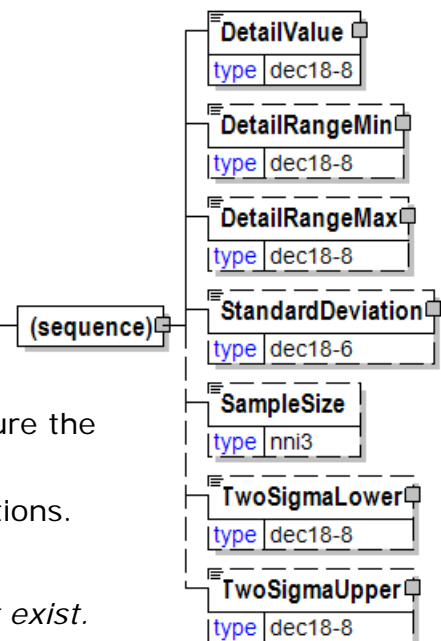 DetailValue
type dec18-8
DetailRangeMin
type dec18-8
DetailRangeMax
type dec18-8
StandardDeviation
type dec18-6
(sequence)
SampleSize
type nni3
TwoSigmaLower
type dec18-8
TwoSigmaUpper
type dec18-8
ure the
tions.
exist.